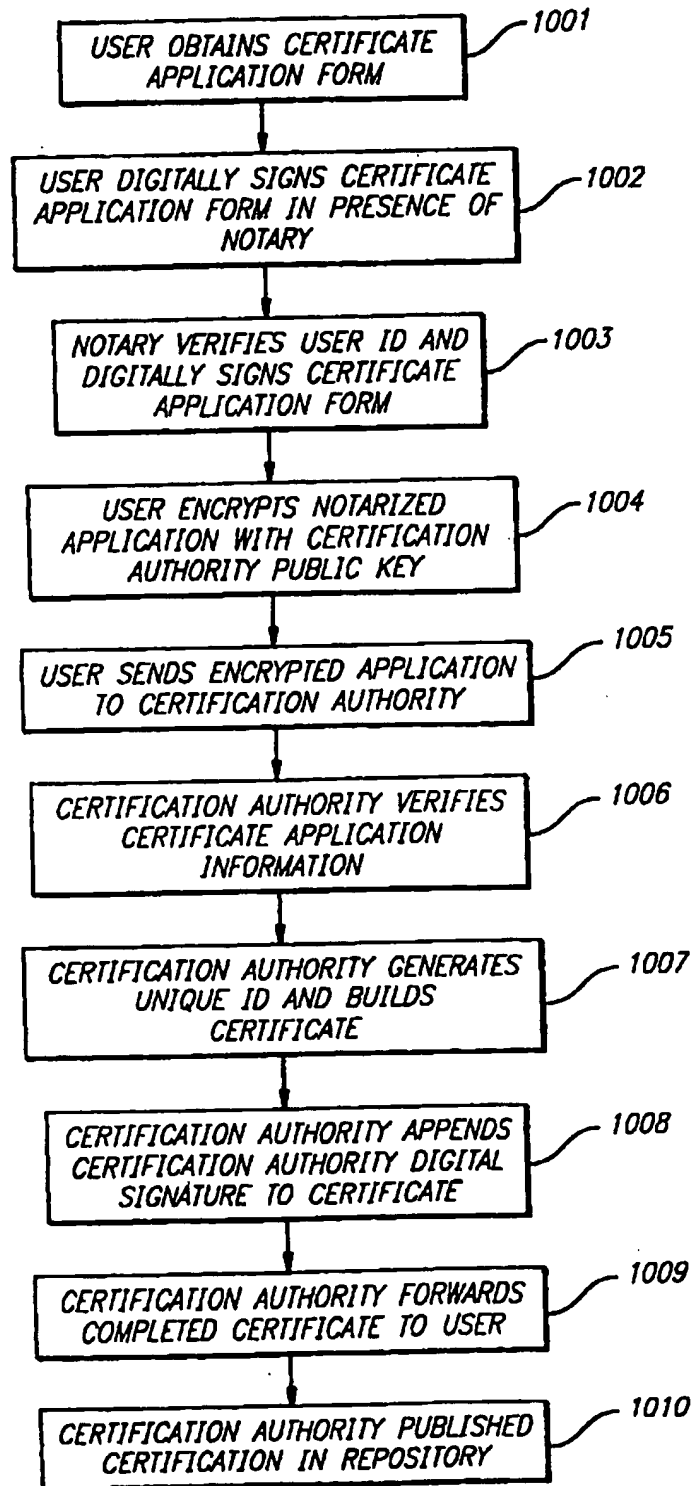 USER OBTAINS CERTIFICATE
APPLICATION FORM
1001
USER DIGITALLY SIGNS CERTIFICATE
APPLICATION FORM IN PRESENCE OF
NOTARY
1002
NOTARY VERIFIES USER ID AND
DIGITALLY SIGNS CERTIFICATE
APPLICATION FORM
1003
USER ENCRYPTS NOTARIZED
APPLICATION WITH CERTIFICATION
AUTHORITY PUBLIC KEY
1004
USER SENDS ENCRYPTED APPLICATION
TO CERTIFICATION AUTHORITY
1005
CERTIFICATION AUTHORITY VERIFIES
CERTIFICATE APPLICATION
INFORMATION
1006
CERTIFICATION AUTHORITY GENERATES
UNIQUE ID AND BUILDS
CERTIFICATE
1007
CERTIFICATION AUTHORITY APPENDS
CERTIFICATION AUTHORITY DIGITAL
SIGNATURE TO CERTIFICATE
1008
CERTIFICATION AUTHORITY FORWARDS
COMPLETED CERTIFICATE TO USER
1009
CERTIFICATION AUTHORITY PUBLISHED
CERTIFICATION IN REPOSITORY
1010